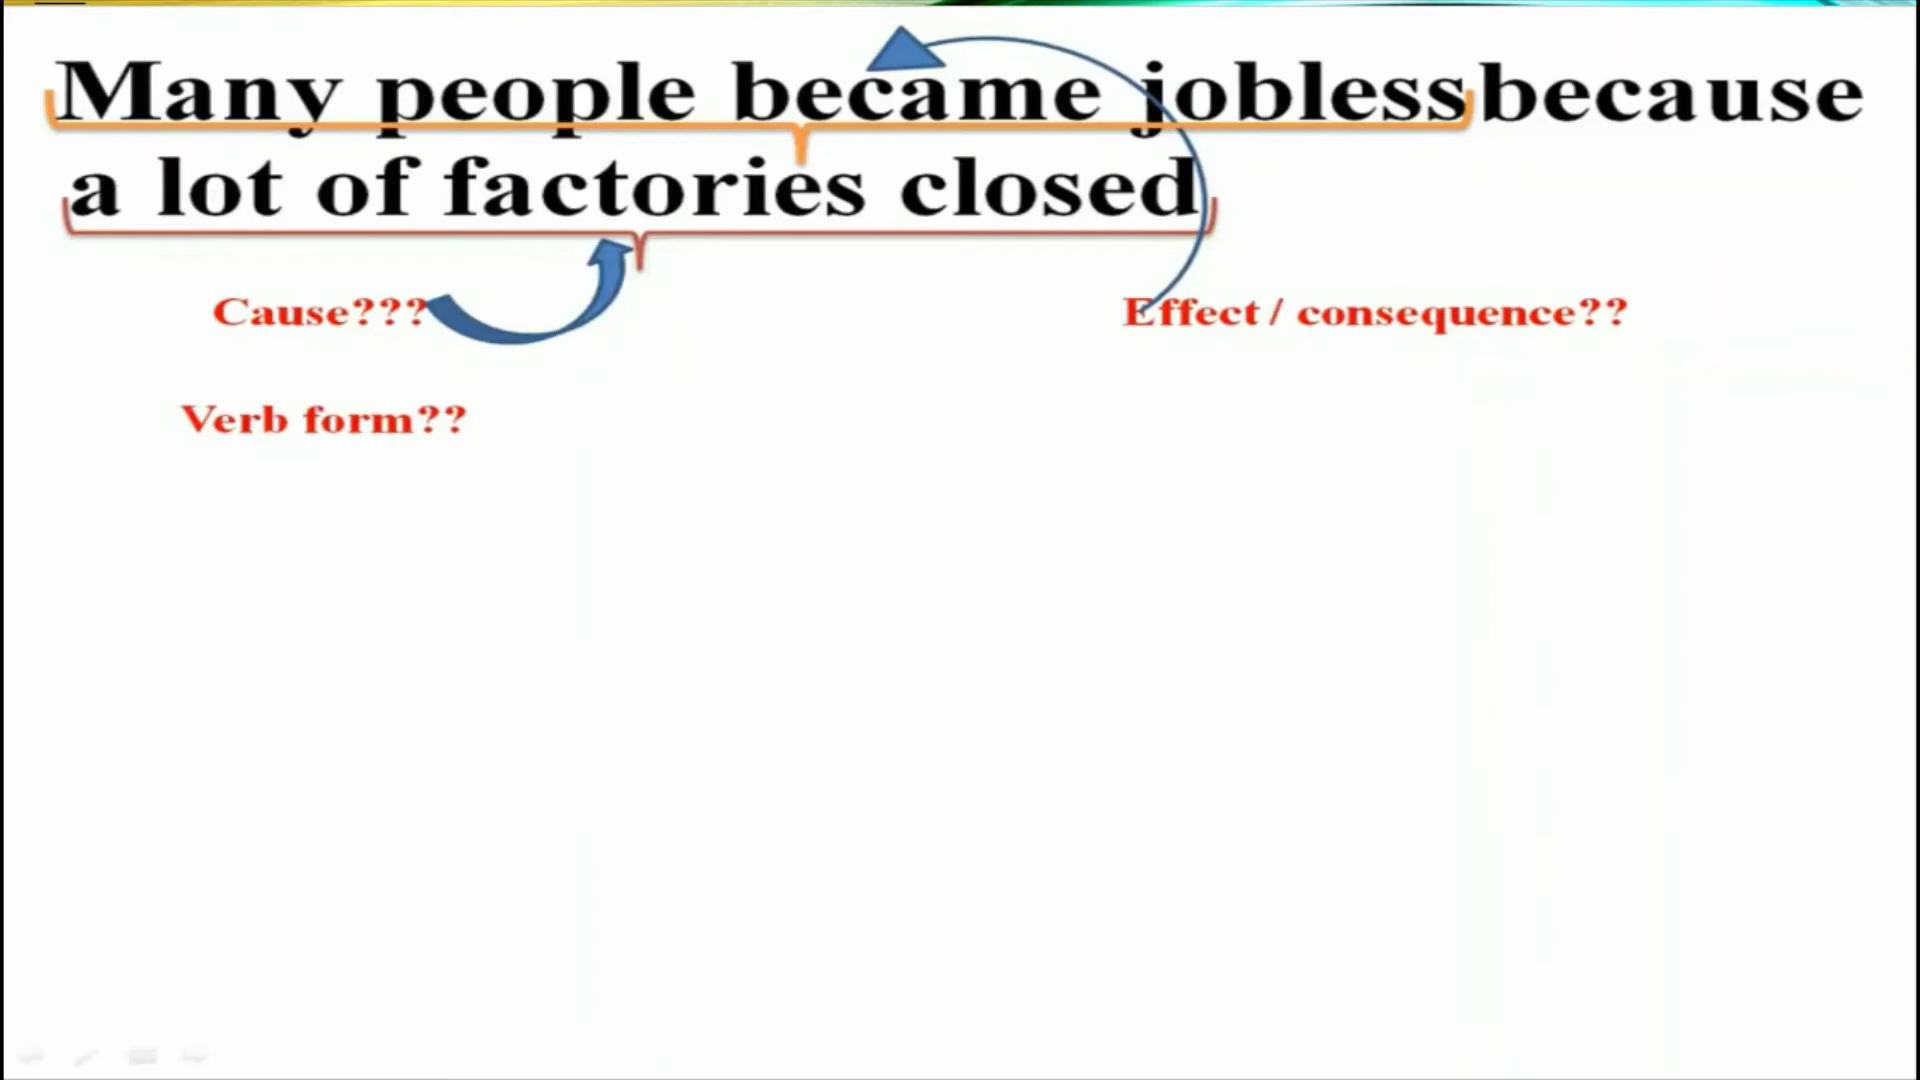 Many people became jobless because
a lot of factories closed
Cause???
Effect / consequence??
Verb form??